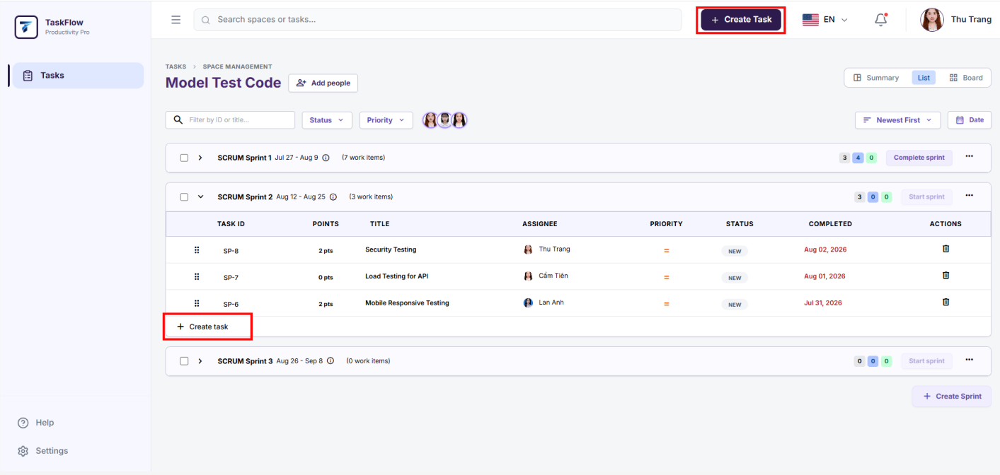 TaskFlow
Productivity Pro
Search spaces or tasks...
+ Create Task
EN
Thu Trang
Tasks
TASKS > SPACE MANAGEMENT
Model Test Code
Add people
Summary
List
Board
Filter by ID or title...
Status
Priority
Newest First
Date
SCRUM Sprint 1 Jul 27 - Aug 9 (7 work items) 3 4 0 Complete sprint ...
SCRUM Sprint 2 Aug 12 - Aug 25 (3 work items) 3 0 0 Start sprint ...
TASK ID POINTS TITLE ASSIGNEE PRIORITY STATUS COMPLETED ACTIONS
SP-8 2 pts Security Testing Thu Trang = NEW Aug 02, 2026
SP-7 0 pts Load Testing for API Cẩm Tiên = NEW Aug 01, 2026
SP-6 2 pts Mobile Responsive Testing Lan Anh = NEW Jul 31, 2026
+ Create task
SCRUM Sprint 3 Aug 26 - Sep 8 (0 work items) 0 0 0 Start sprint ...
+ Create Sprint
Help
Settings